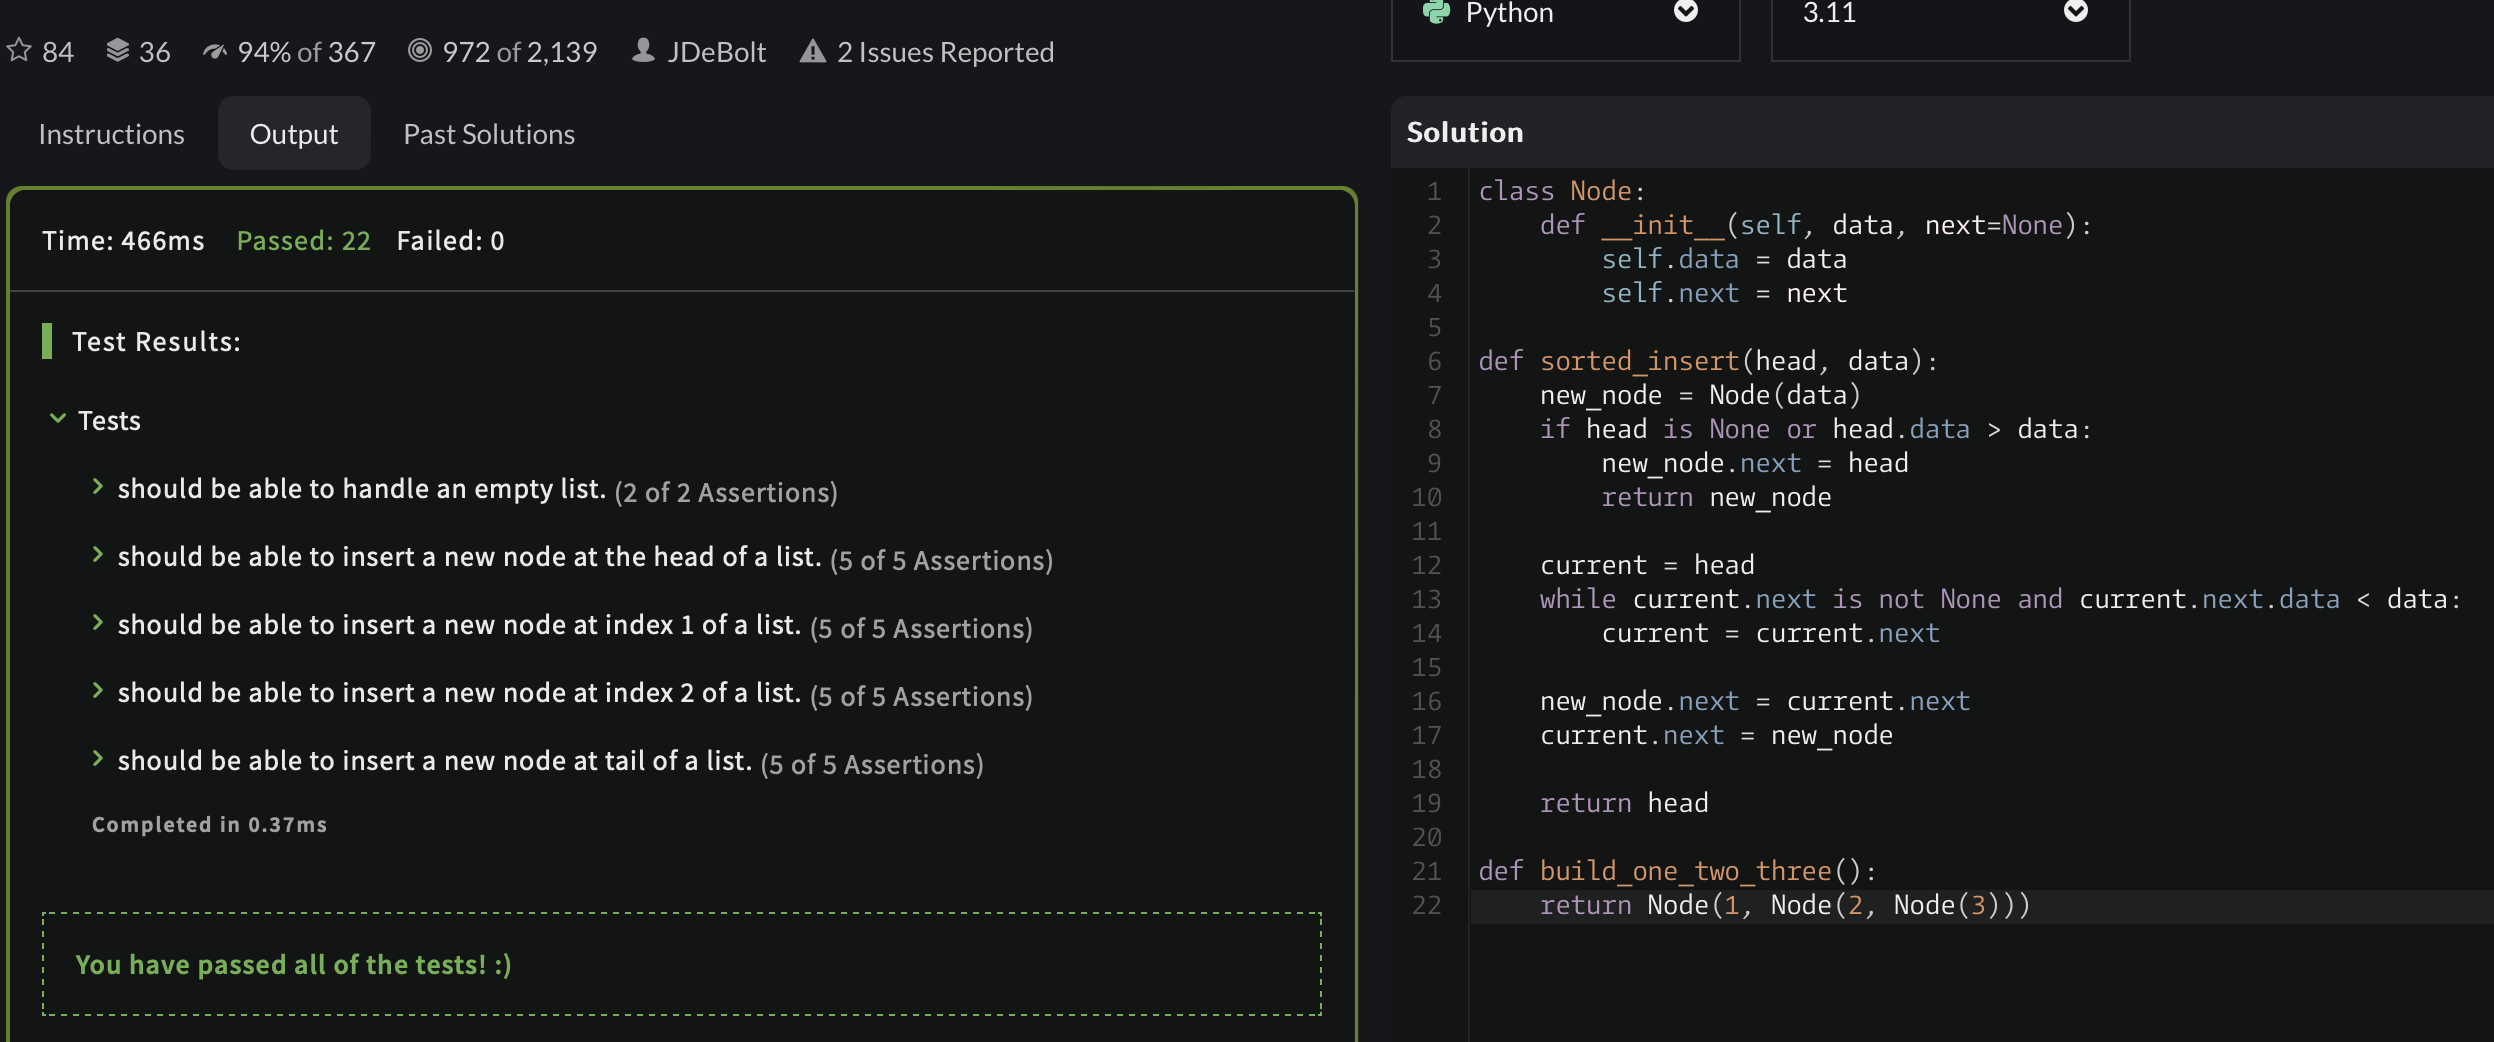 84 36 94% of 367 972 of 2,139 JDeBolt 2 Issues Reported
Python 3.11
Instructions Output Past Solutions
Time: 466ms Passed: 22 Failed: 0
Test Results:
Tests
should be able to handle an empty list. (2 of 2 Assertions)
should be able to insert a new node at the head of a list. (5 of 5 Assertions)
should be able to insert a new node at index 1 of a list. (5 of 5 Assertions)
should be able to insert a new node at index 2 of a list. (5 of 5 Assertions)
should be able to insert a new node at tail of a list. (5 of 5 Assertions)
Completed in 0.37ms
You have passed all of the tests! :)
Solution
1 class Node:
2     def __init__(self, data, next=None):
3         self.data = data
4         self.next = next
5
6 def sorted_insert(head, data):
7     new_node = Node(data)
8     if head is None or head.data > data:
9         new_node.next = head
10         return new_node
11
12     current = head
13     while current.next is not None and current.next.data < data:
14         current = current.next
15
16     new_node.next = current.next
17     current.next = new_node
18
19     return head
20
21 def build_one_two_three():
22     return Node(1, Node(2, Node(3)))